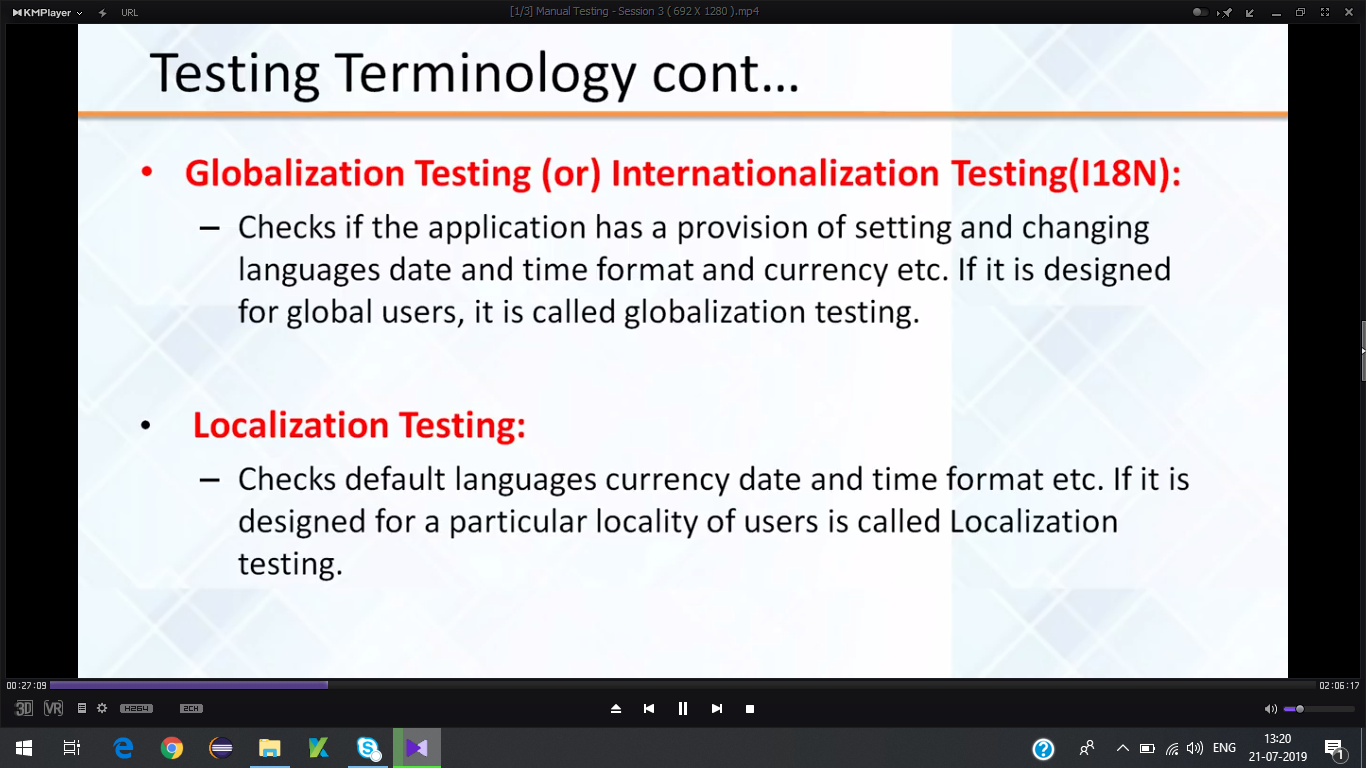 KMPlayer
URL
[1/3] Manual Testing - Session 3 ( 692 X 1280 ).mp4
Testing Terminology cont...
• Globalization Testing (or) Internationalization Testing(I18N):
– Checks if the application has a provision of setting and changing
languages date and time format and currency etc. If it is designed
for global users, it is called globalization testing.
• Localization Testing:
– Checks default languages currency date and time format etc. If it is
designed for a particular locality of users is called Localization
testing.
00:27:09
02:06:17
3D VR H264 2CH
ENG
13:20
21-07-2019
1